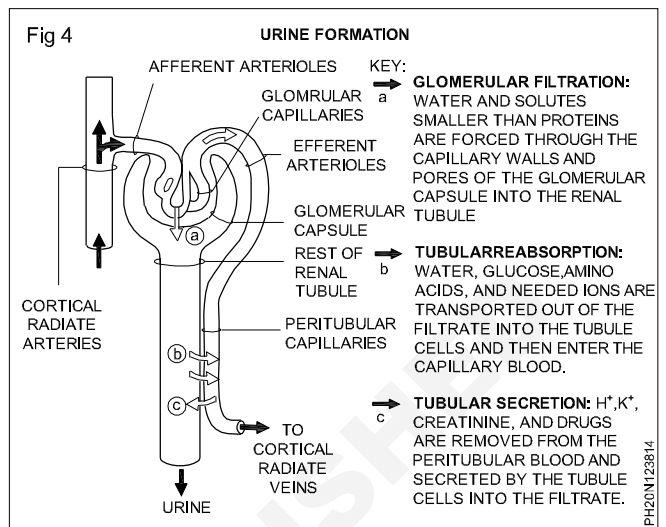 Fig 4
URINE FORMATION
AFFERENT ARTERIOLES
GLOMRULAR
CAPILLARIES
EFFERENT
ARTERIOLES
GLOMERULAR
CAPSULE
REST OF
RENAL
TUBULE
CORTICAL
RADIATE
ARTERIES
PERITUBULAR
CAPILLARIES
a
b
c
TO
CORTICAL
RADIATE
VEINS
URINE
KEY:
a
GLOMERULAR FILTRATION:
WATER AND SOLUTES
SMALLER THAN PROTEINS
ARE FORCED THROUGH THE
CAPILLARY WALLS AND
PORES OF THE GLOMERULAR
CAPSULE INTO THE RENAL
TUBULE
b
TUBULARREABSORPTION:
WATER, GLUCOSE,AMINO
ACIDS, AND NEEDED IONS ARE
TRANSPORTED OUT OF THE
FILTRATE INTO THE TUBULE
CELLS AND THEN ENTER THE
CAPILLARY BLOOD.
c
TUBULAR SECRETION: H⁺,K⁺,
CREATININE, AND DRUGS
ARE REMOVED FROM THE
PERITUBULAR BLOOD AND
SECRETED BY THE TUBULE
CELLS INTO THE FILTRATE.
PH20N123814